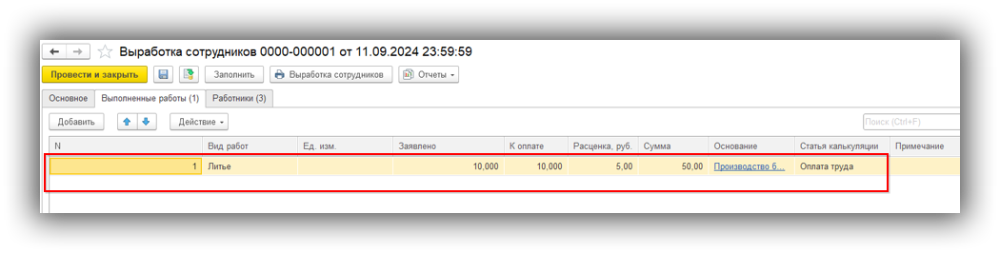 Выработка сотрудников 0000-000001 от 11.09.2024 23:59:59
Провести и закрыть Заполнить Выработка сотрудников Отчеты
Основное Выполненные работы (1) Работники (3)
Добавить Действие Поиск (Ctrl+F)
N Вид работ Ед. изм. Заявлено К оплате Расценка, руб. Сумма Основание Статья калькуляции Примечание
1 Литье 10,000 10,000 5,00 50,00 Производство б... Оплата труда